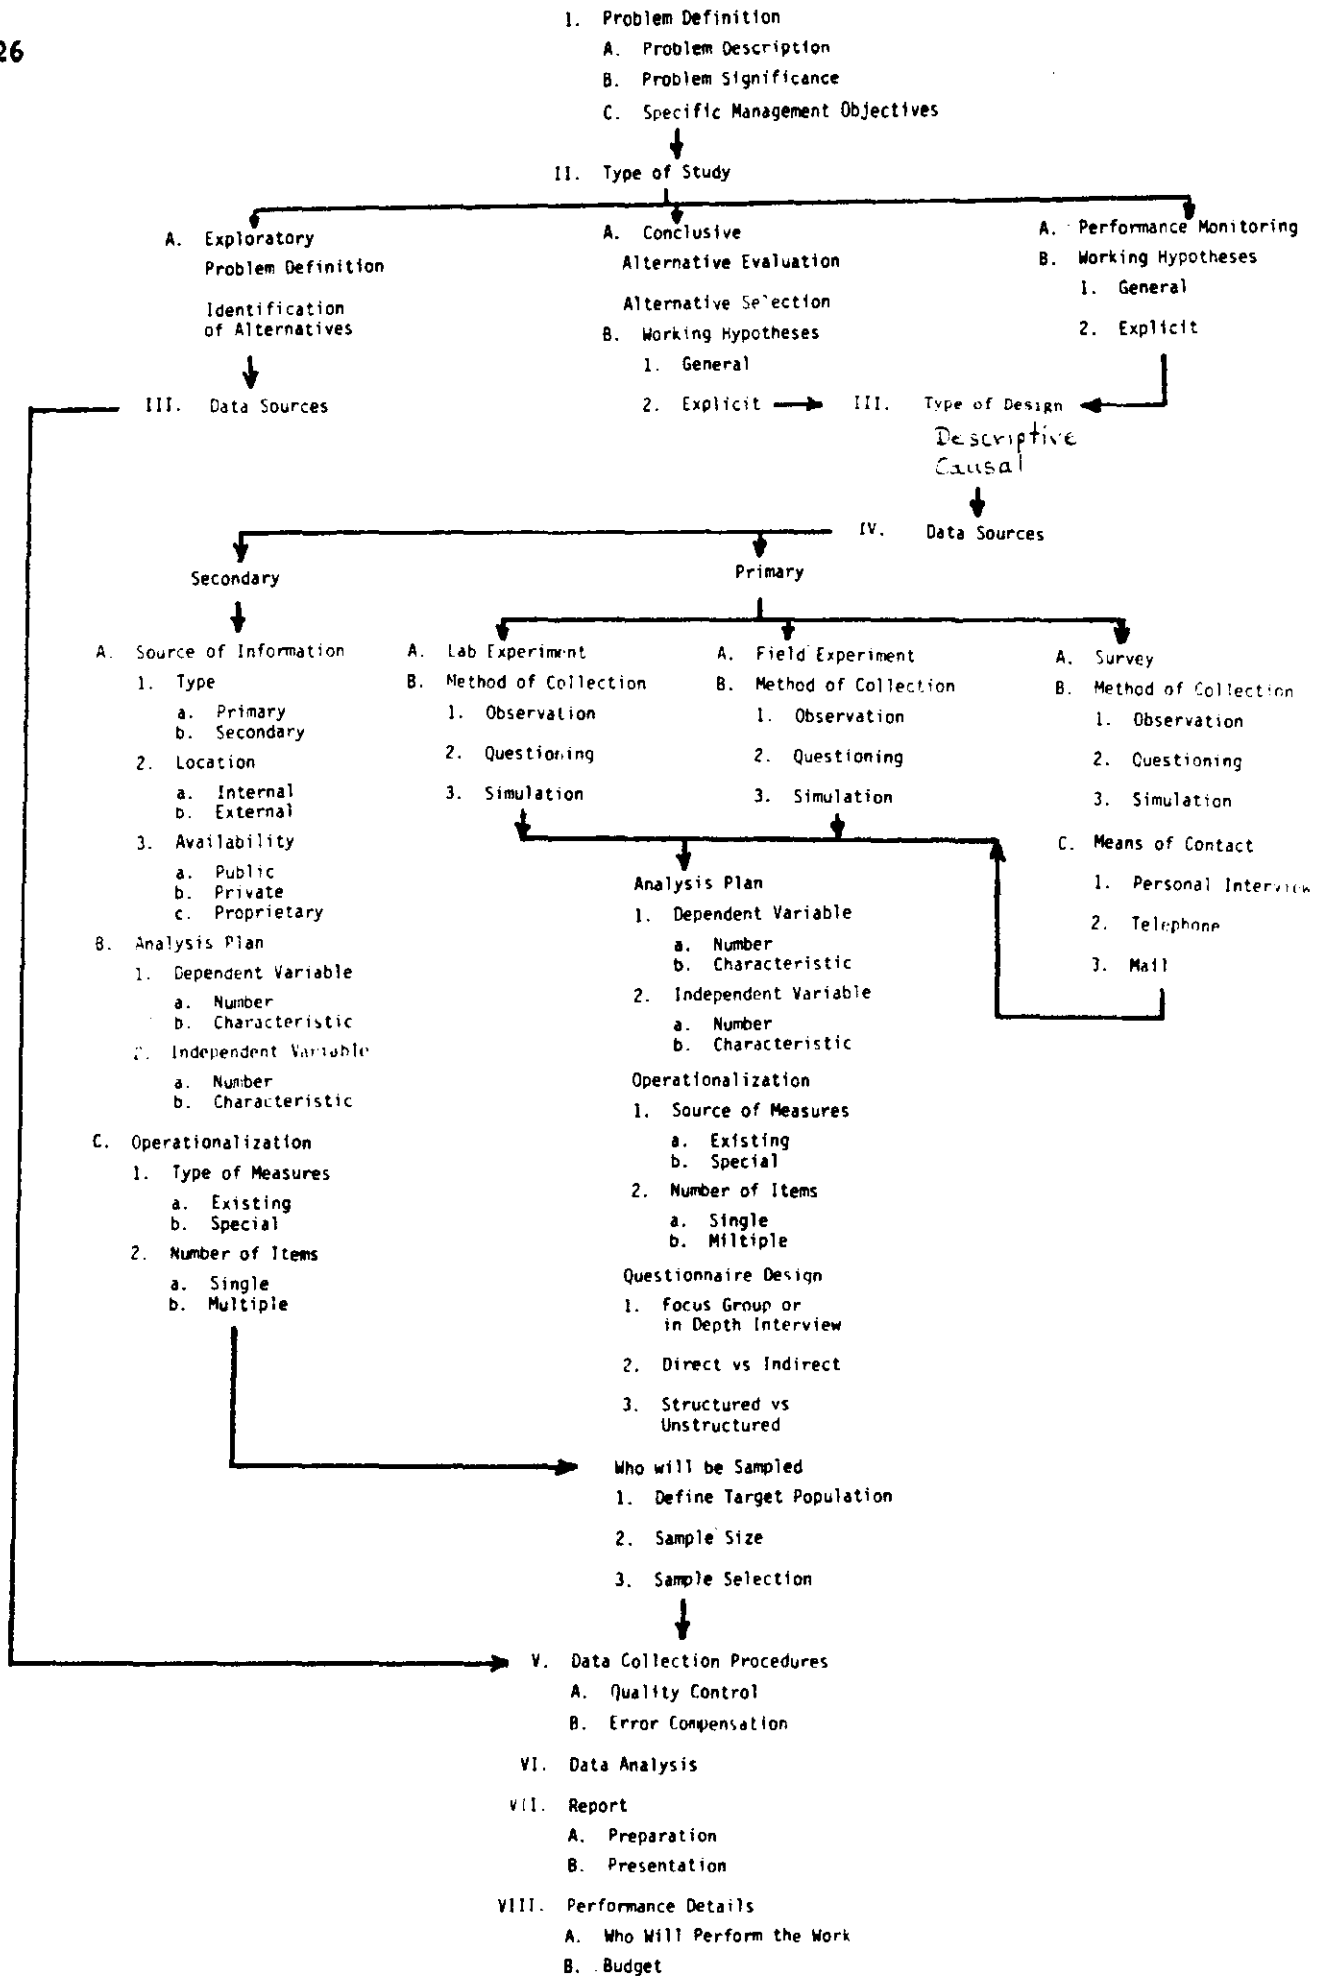 26
I. Problem Definition
A. Problem Description
B. Problem Significance
C. Specific Management Objectives
II. Type of Study
A. Exploratory
Problem Definition
Identification
of Alternatives
A. Conclusive
Alternative Evaluation
Alternative Selection
B. Working Hypotheses
1. General
2. Explicit
A. Performance Monitoring
B. Working Hypotheses
1. General
2. Explicit
III. Data Sources
III. Type of Design
Descriptive
Causal
IV. Data Sources
Secondary
Primary
A. Source of Information
1. Type
a. Primary
b. Secondary
2. Location
a. Internal
b. External
3. Availability
a. Public
b. Private
c. Proprietary
B. Analysis Plan
1. Dependent Variable
a. Number
b. Characteristic
2. Independent Variable
a. Number
b. Characteristic
C. Operationalization
1. Type of Measures
a. Existing
b. Special
2. Number of Items
a. Single
b. Multiple
A. Lab Experiment
B. Method of Collection
1. Observation
2. Questioning
3. Simulation
A. Field Experiment
B. Method of Collection
1. Observation
2. Questioning
3. Simulation
A. Survey
B. Method of Collection
1. Observation
2. Questioning
3. Simulation
C. Means of Contact
1. Personal Interview
2. Telephone
3. Mail
Analysis Plan
1. Dependent Variable
a. Number
b. Characteristic
2. Independent Variable
a. Number
b. Characteristic
Operationalization
1. Source of Measures
a. Existing
b. Special
2. Number of Items
a. Single
b. Miltiple
Questionnaire Design
1. Focus Group or
in Depth Interview
2. Direct vs Indirect
3. Structured vs
Unstructured
Who will be Sampled
1. Define Target Population
2. Sample Size
3. Sample Selection
V. Data Collection Procedures
A. Quality Control
B. Error Compensation
VI. Data Analysis
VII. Report
A. Preparation
B. Presentation
VIII. Performance Details
A. Who Will Perform the Work
B. Budget